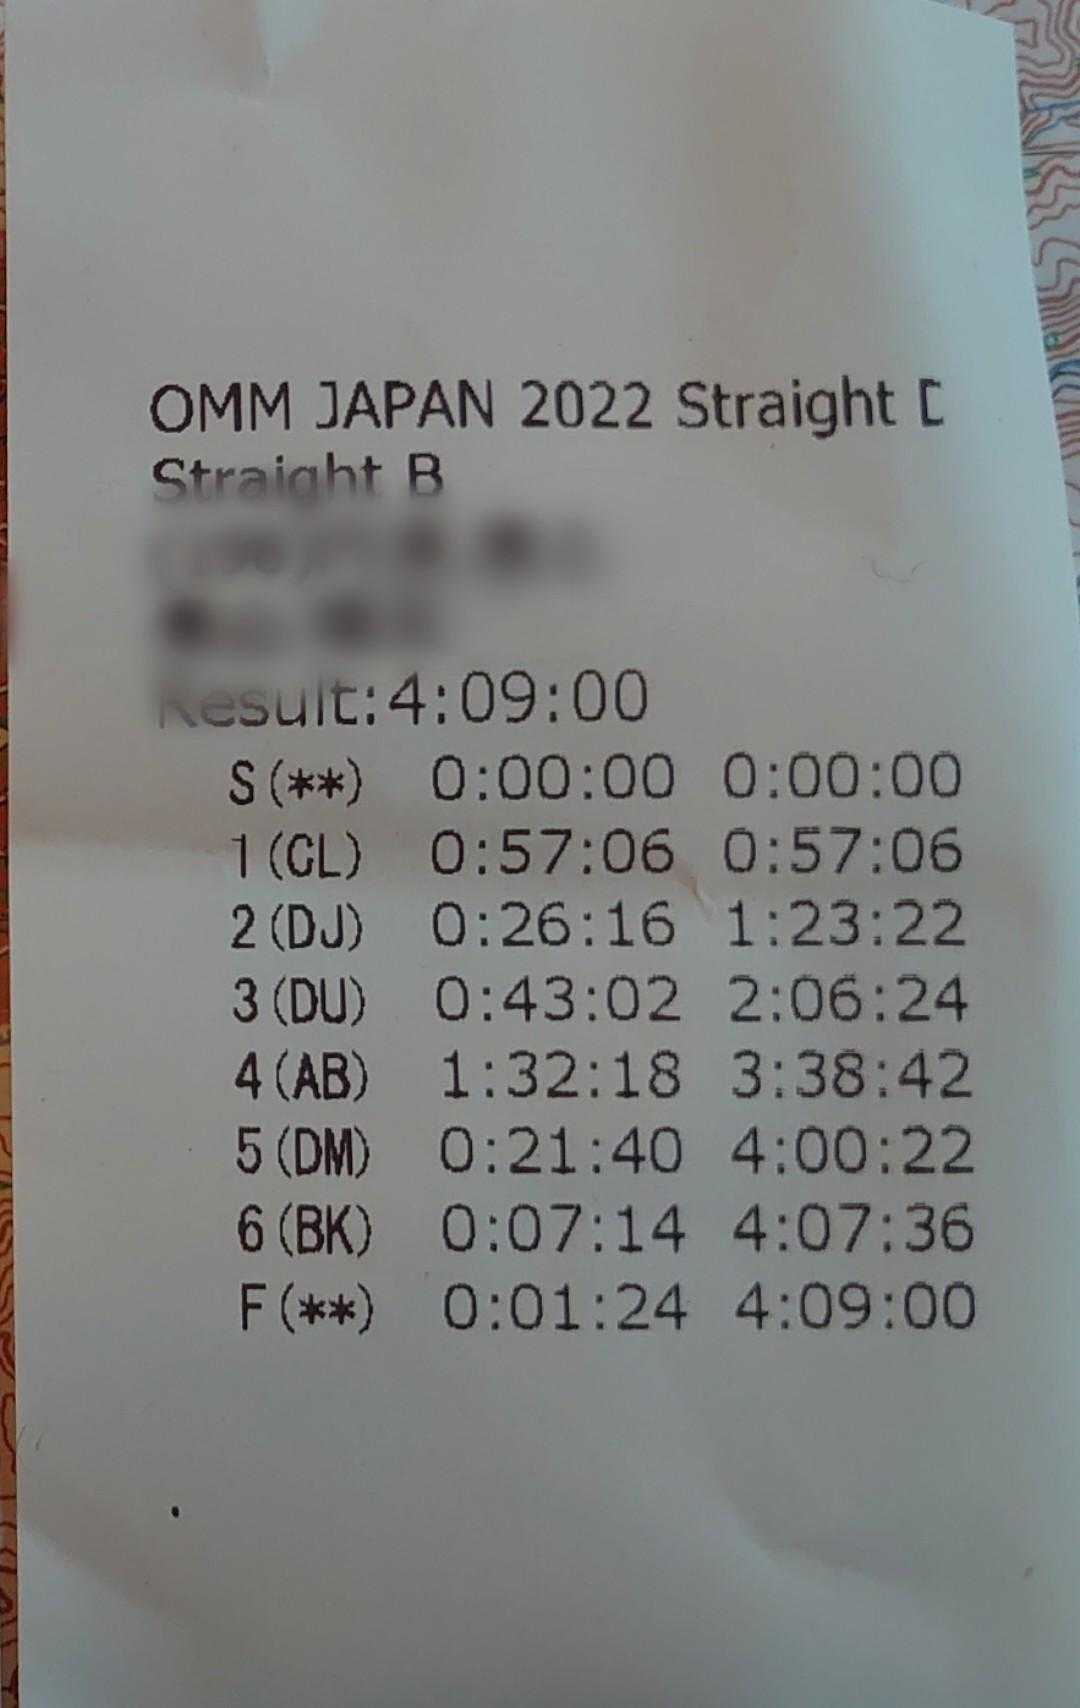 OMM JAPAN 2022 Straight
Straight B
Result:4:09:00
S(**) 0:00:00 0:00:00
1(CL) 0:57:06 0:57:06
2(DJ) 0:26:16 1:23:22
3(DU) 0:43:02 2:06:24
4(AB) 1:32:18 3:38:42
5(DM) 0:21:40 4:00:22
6(BK) 0:07:14 4:07:36
F(**) 0:01:24 4:09:00